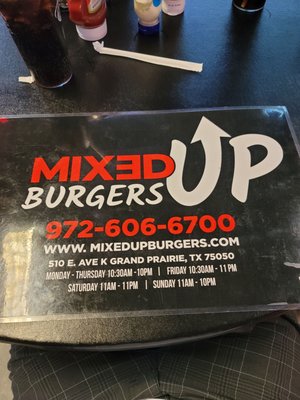 MIXED UP
BURGERS
972-606-6700
WWW. MIXEDUPBURGERS.COM
510 E. AVE K GRAND PRAIRIE, TX 75050
MONDAY - THURSDAY 10:30AM -10PM | FRIDAY 10:30AM - 11 PM
SATURDAY 11AM - 11PM | SUNDAY 11AM - 10PM